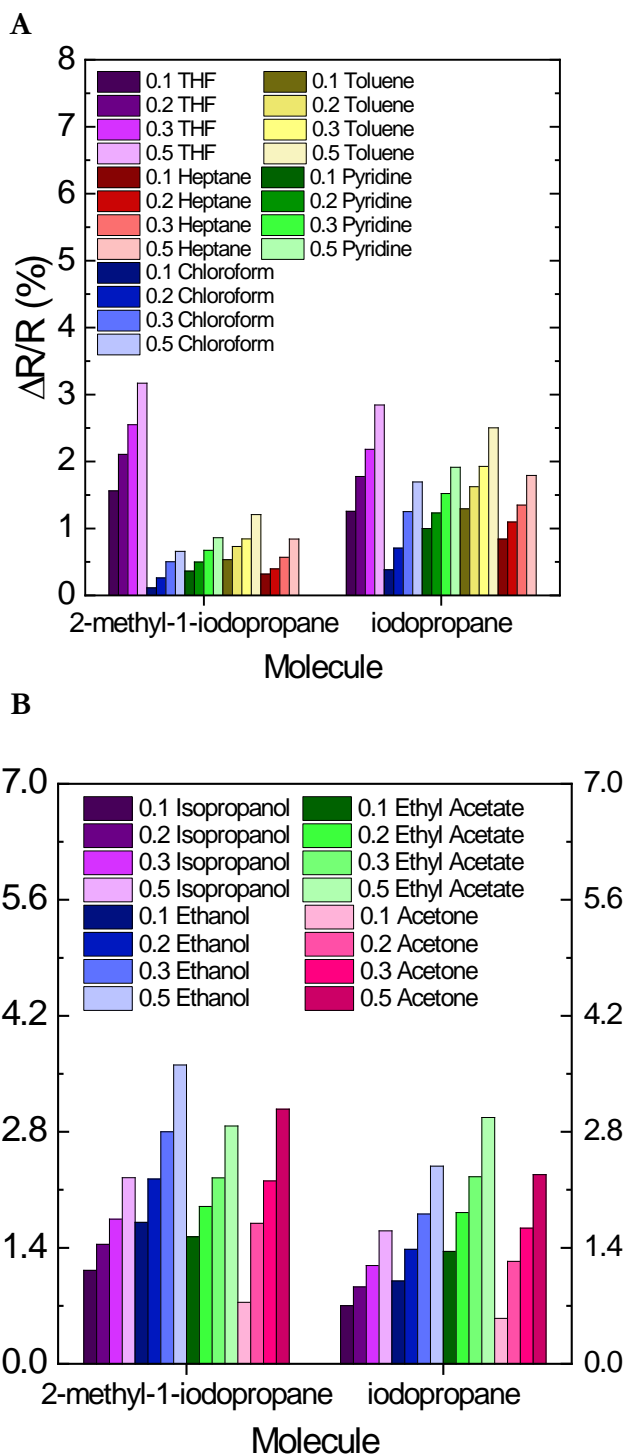 A
8
7
6
5
4
3
2
1
0
ΔR/R (%)
0.1 THF
0.2 THF
0.3 THF
0.5 THF
0.1 Heptane
0.2 Heptane
0.3 Heptane
0.5 Heptane
0.1 Chloroform
0.2 Chloroform
0.3 Chloroform
0.5 Chloroform
0.1 Toluene
0.2 Toluene
0.3 Toluene
0.5 Toluene
0.1 Pyridine
0.2 Pyridine
0.3 Pyridine
0.5 Pyridine
2-methyl-1-iodopropane iodopropane
Molecule
B
7.0
5.6
4.2
2.8
1.4
0.0
0.1 Isopropanol
0.2 Isopropanol
0.3 Isopropanol
0.5 Isopropanol
0.1 Ethanol
0.2 Ethanol
0.3 Ethanol
0.5 Ethanol
0.1 Ethyl Acetate
0.2 Ethyl Acetate
0.3 Ethyl Acetate
0.5 Ethyl Acetate
0.1 Acetone
0.2 Acetone
0.3 Acetone
0.5 Acetone
7.0
5.6
4.2
2.8
1.4
0.0
2-methyl-1-iodopropane iodopropane
Molecule